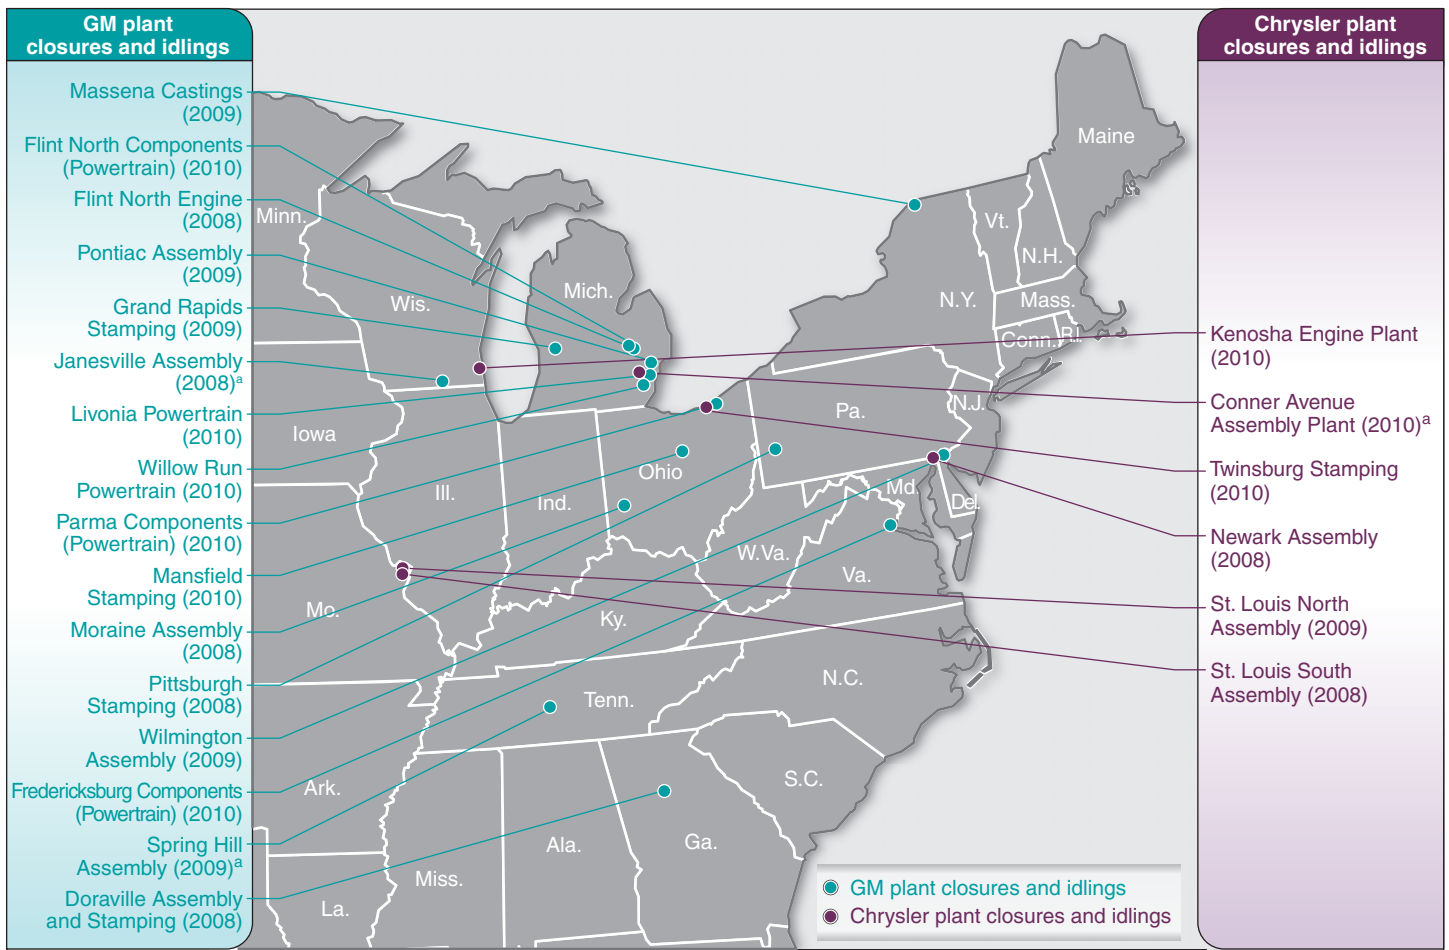 GM plant
closures and idlings
Massena Castings
(2009)
Flint North Components
(Powertrain) (2010)
Flint North Engine
(2008)
Pontiac Assembly
(2009)
Grand Rapids
Stamping (2009)
Janesville Assembly
(2008)a
Livonia Powertrain
(2010)
Willow Run
Powertrain (2010)
Parma Components
(Powertrain) (2010)
Mansfield
Stamping (2010)
Moraine Assembly
(2008)
Pittsburgh
Stamping (2008)
Wilmington
Assembly (2009)
Fredericksburg Components
(Powertrain) (2010)
Spring Hill
Assembly (2009)a
Doraville Assembly
and Stamping (2008)
Maine
Minn.
Vt.
N.H.
Mich.
Wis.
N.Y.
Mass.
Conn.
R.I.
Pa.
N.J.
Iowa
Ohio
Ill.
Ind.
Md.
Del.
W.Va.
Va.
Mo.
Ky.
N.C.
Tenn.
S.C.
Ark.
Ga.
Ala.
Miss.
La.
GM plant closures and idlings
Chrysler plant closures and idlings
Chrysler plant
closures and idlings
Kenosha Engine Plant
(2010)
Conner Avenue
Assembly Plant (2010)a
Twinsburg Stamping
(2010)
Newark Assembly
(2008)
St. Louis North
Assembly (2009)
St. Louis South
Assembly (2008)